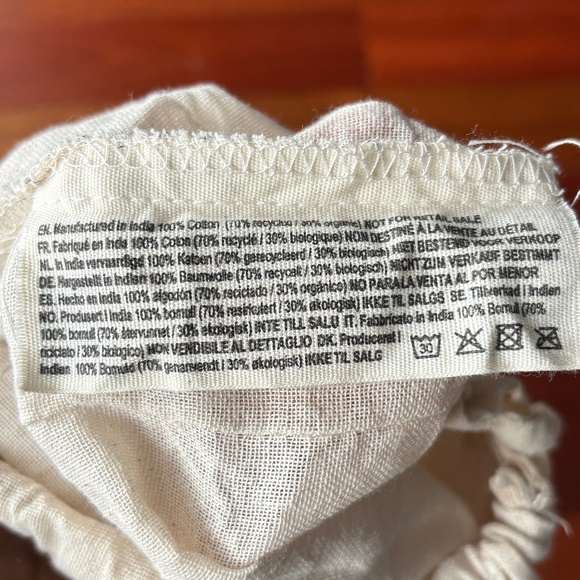 EN. Manufactured in India 100% Cotton (70% recycled / 30% organic) NOT FOR RETAIL SALE
FR. Fabriqué en India 100% Coton (70% recyclé / 30% biologique) NON DESTINÉ À LA VENTE AU DÉTAIL
NL. In India vervaardigd 100% Katoen (70% gerecycleerd / 30% biologisch) NIET BESTEND VOOR VERKOOP
DE. Hergestellt in Indien 100% Baumwolle (70% recycelt / 30% biologisch) NICHT ZUM VERKAUF BESTIMMT
ES. Hecho en India 100% algodón (70% reciclado / 30% orgánico) NO PARA LA VENTA AL POR MENOR
NO. Produsert i India 100% bomull (70% resirkulert / 30% økologisk) IKKE TIL SALGS SE. Tillverkad i Indien
100% bomull (70% återvunnet / 30% ekologisk) INTE TILL SALU IT. Fabbricato in India 100% Bomull (70%
riciclato / 30% biologico) NON VENDIBILE AL DETTAGLIO DK. Produceret i
Indien 100% Bomuld (70% genanvendt / 30% økologisk) IKKE TIL SALG
30